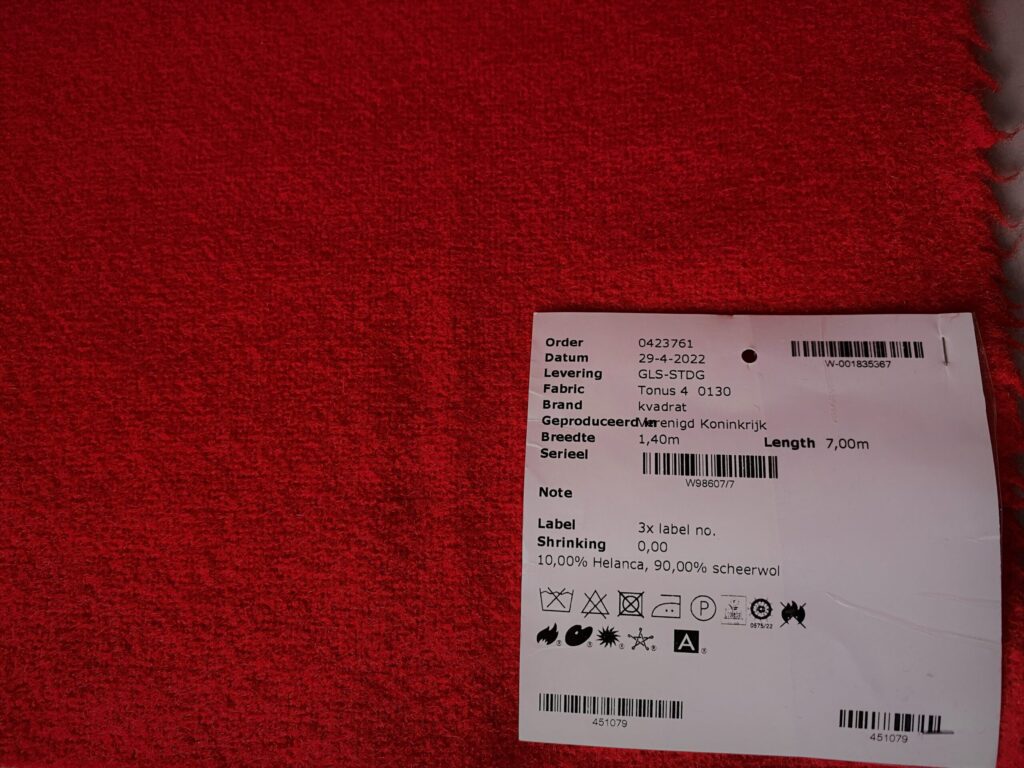 Order 0423761
W-001835367
Datum 29-4-2022
Levering GLS-STDG
Fabric Tonus 4 0130
Brand kvadrat
Geproduceerd in Verenigd Koninkrijk
Breedte 1,40m Length 7,00m
Serieel
W98607/7
Note
Label 3x label no.
Shrinking 0,00
10,00% Helanca, 90,00% scheerwol
P
0675/22
® ® ® ® A ®
451079
451079